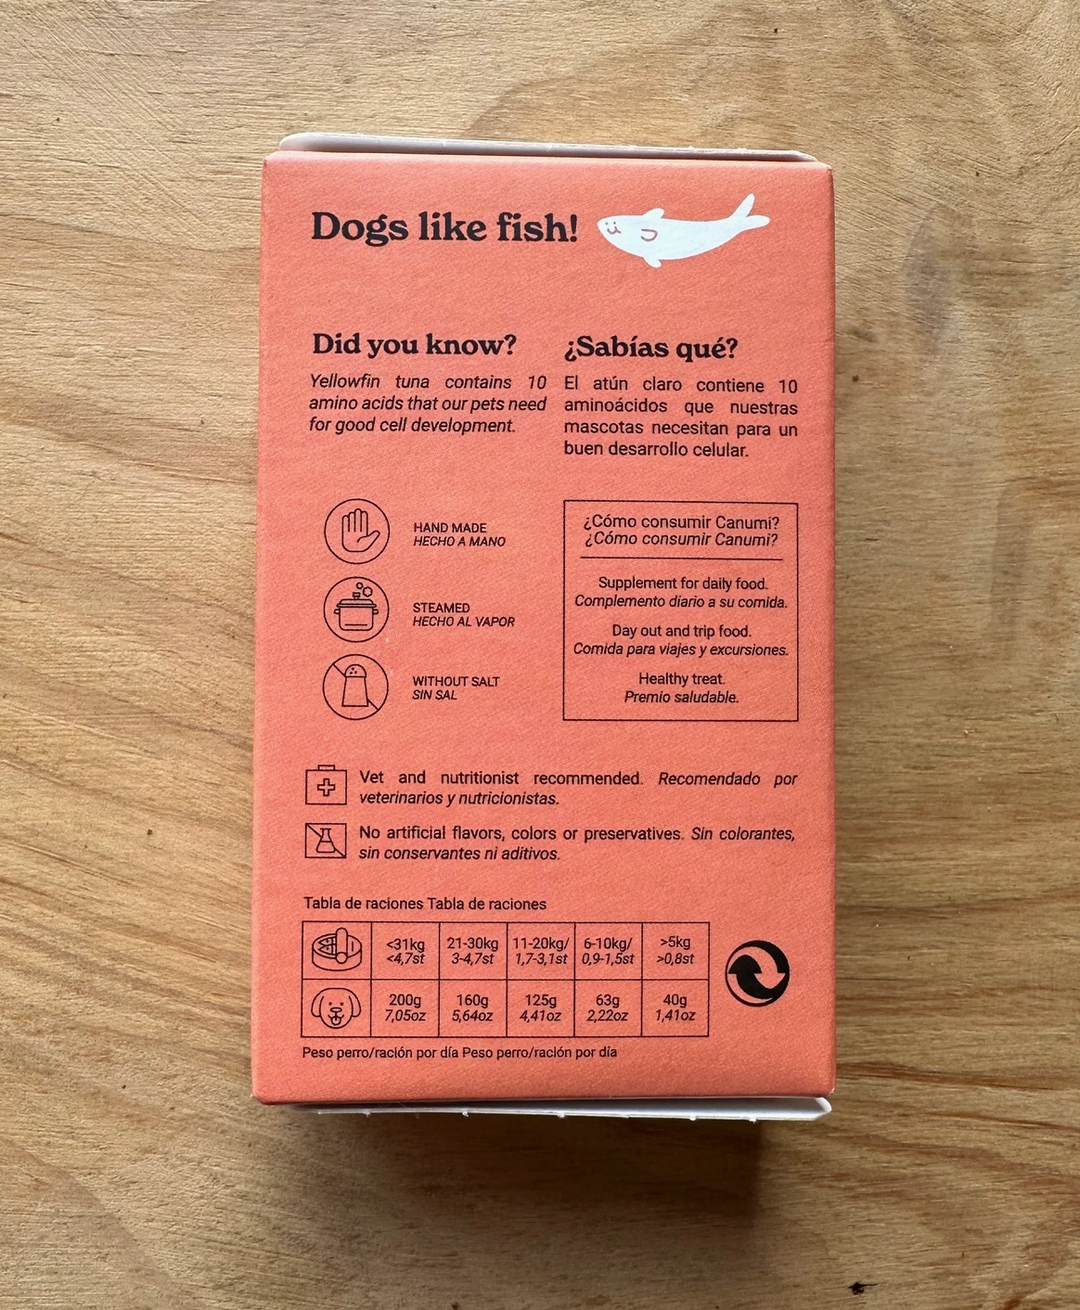 Dogs like fish!
Did you know?
Yellowfin tuna contains 10
amino acids that our pets need
for good cell development.
¿Sabías qué?
El atún claro contiene 10
aminoácidos que nuestras
mascotas necesitan para un
buen desarrollo celular.
HAND MADE
HECHO A MANO
STEAMED
HECHO AL VAPOR
WITHOUT SALT
SIN SAL
¿Cómo consumir Canumi?
¿Cómo consumir Canumi?
Supplement for daily food.
Complemento diario a su comida.
Day out and trip food.
Comida para viajes y excursiones.
Healthy treat.
Premio saludable.
Vet and nutritionist recommended. Recomendado por
veterinarios y nutricionistas.
No artificial flavors, colors or preservatives. Sin colorantes,
sin conservantes ni aditivos.
Tabla de raciones Tabla de raciones
<31kg 21-30kg 11-20kg/ 6-10kg/ >5kg
<4,7st 3-4,7st 1,7-3,1st 0,9-1,5st >0,8st
200g 160g 125g 63g 40g
7,05oz 5,64oz 4,41oz 2,22oz 1,41oz
Peso perro/ración por día Peso perro/ración por día